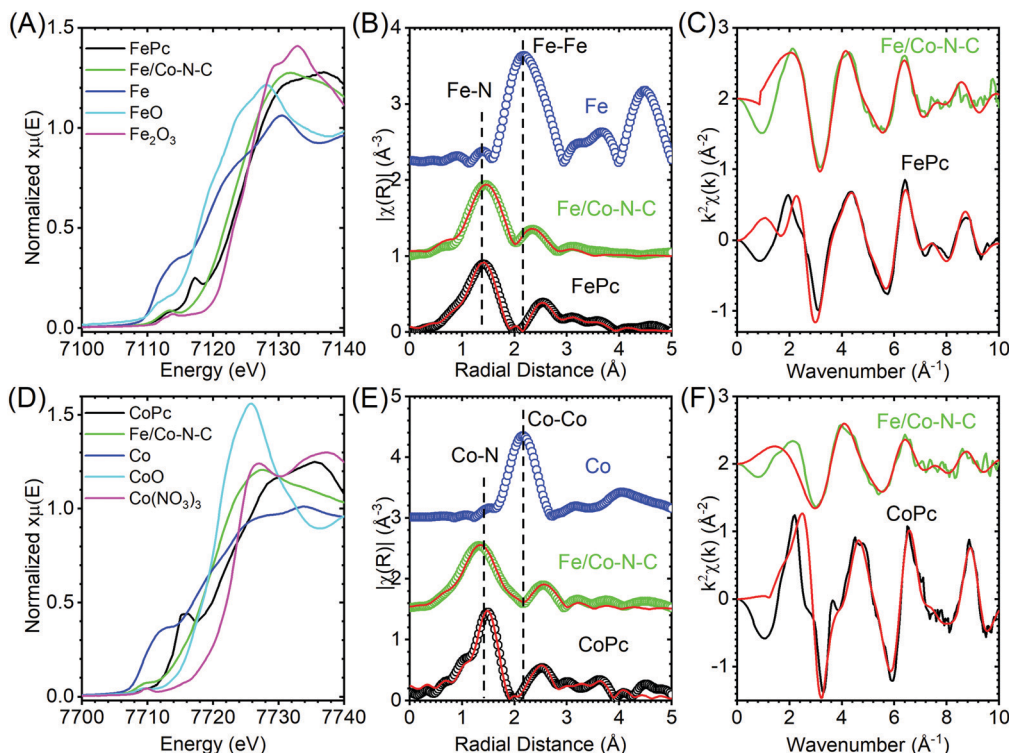 (A)
1.5
1.0
0.5
0.0
Normalized xμ(E)
FePc
Fe/Co-N-C
Fe
FeO
Fe₂O₃
7100 7110 7120 7130 7140
Energy (eV)
(B)
4
3
2
1
0
|χ(R)| (Å⁻³)
Fe-Fe
Fe-N
Fe
Fe/Co-N-C
FePc
0 1 2 3 4 5
Radial Distance (Å)
(C)
3
2
1
0
-1
k²χ(k) (Å⁻²)
Fe/Co-N-C
FePc
0 2 4 6 8 10
Wavenumber (Å⁻¹)
(D)
1.5
1.0
0.5
0.0
Normalized xμ(E)
CoPc
Fe/Co-N-C
Co
CoO
Co(NO₃)₃
7700 7710 7720 7730 7740
Energy (eV)
(E)
5
4
3
2
1
0
|χ(R)| (Å⁻³)
Co-Co
Co-N
Co
Fe/Co-N-C
CoPc
0 1 2 3 4 5
Radial Distance (Å)
(F)
3
2
1
0
-1
k²χ(k) (Å⁻²)
Fe/Co-N-C
CoPc
0 2 4 6 8 10
Wavenumber (Å⁻¹)